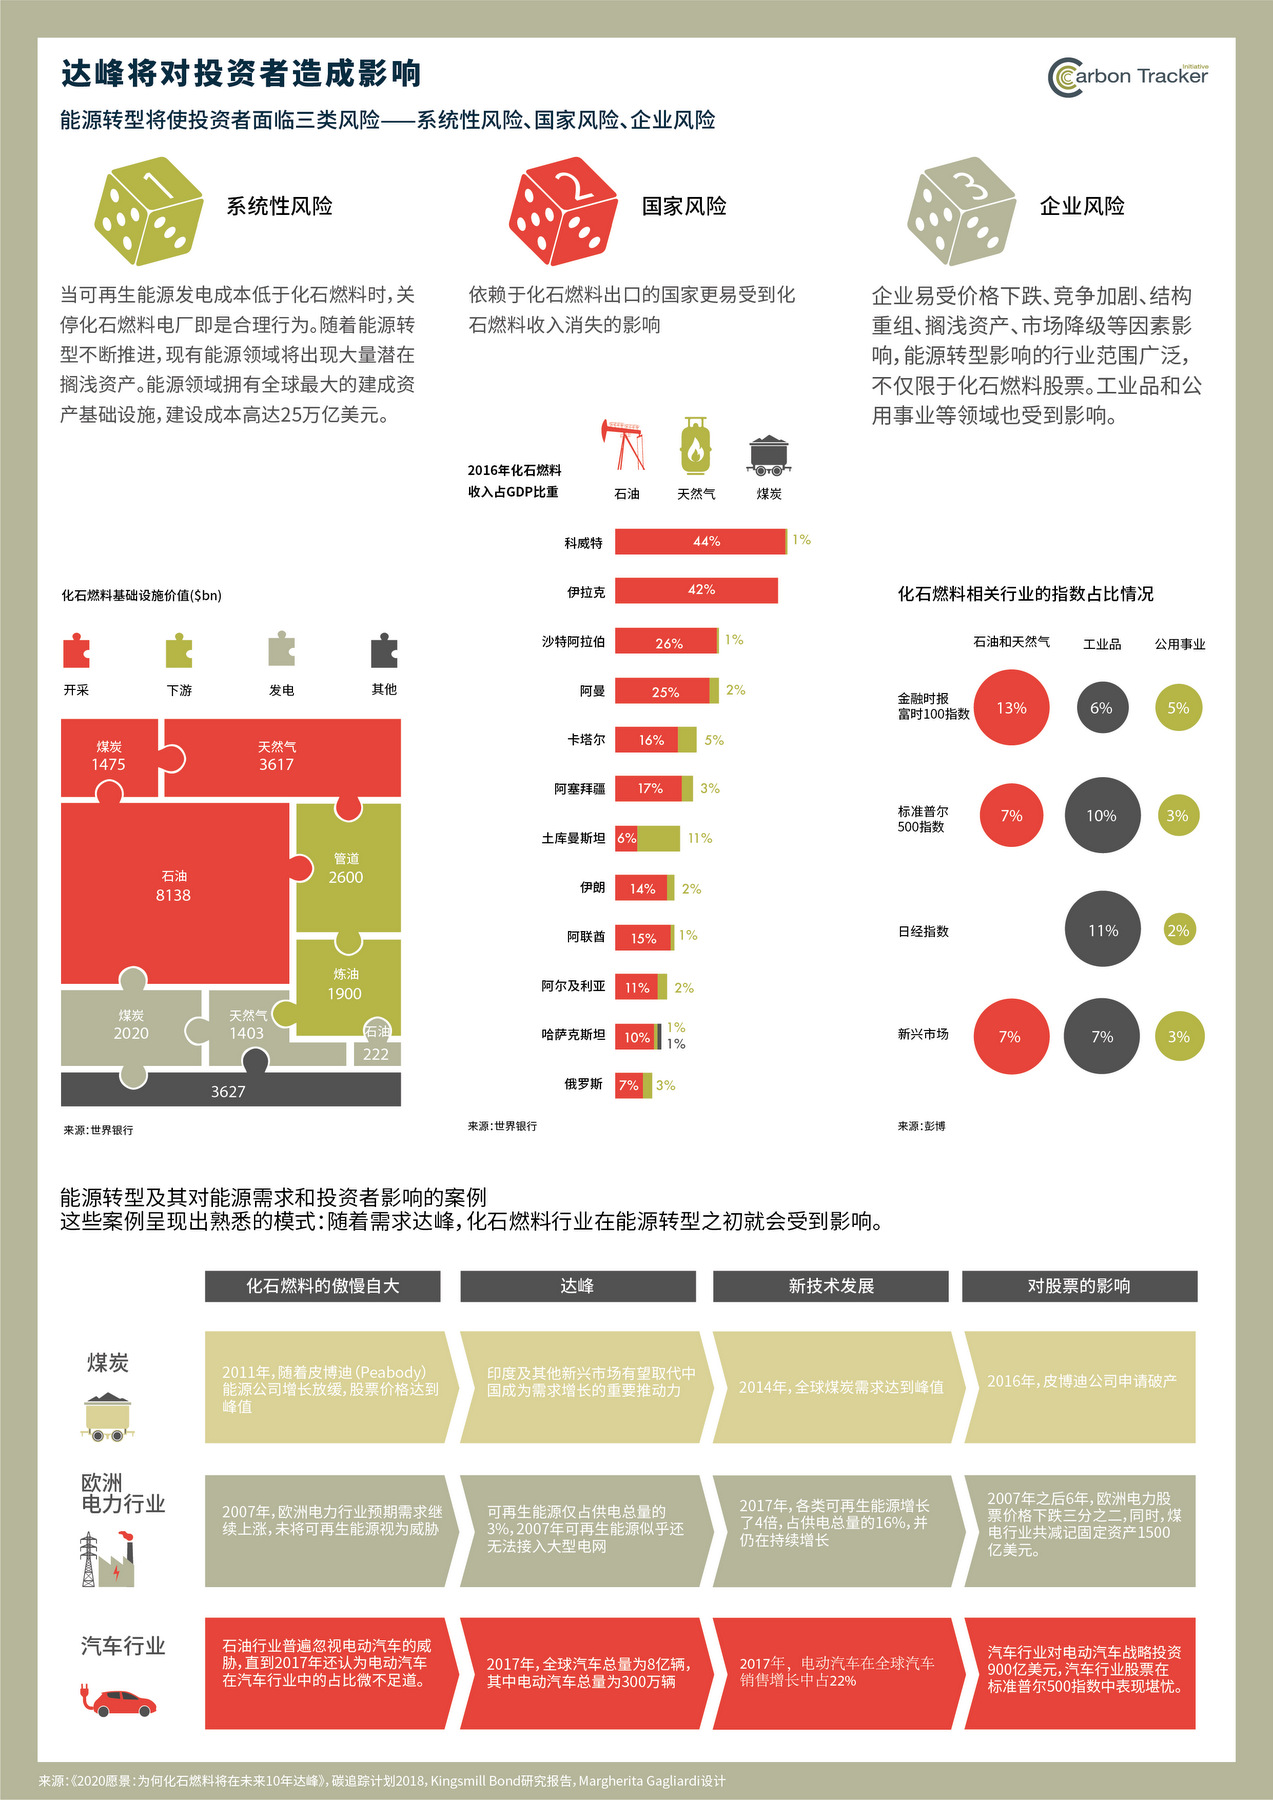 达峰将对投资者造成影响
Carbon Tracker
Initiative
能源转型将使投资者面临三类风险——系统性风险、国家风险、企业风险
1
系统性风险
2
国家风险
3
企业风险
当可再生能源发电成本低于化石燃料时，关
停化石燃料电厂即是合理行为。随着能源转
型不断推进，现有能源领域将出现大量潜在
搁浅资产。能源领域拥有全球最大的建成资
产基础设施，建设成本高达25万亿美元。
化石燃料基础设施价值($bn)
开采
下游
发电
其他
煤炭
1475
天然气
3617
石油
8138
管道
2600
炼油
1900
煤炭
2020
天然气
1403
石油
222
3627
来源：世界银行
依赖于化石燃料出口的国家更易受到化
石燃料收入消失的影响
2016年化石燃料
收入占GDP比重
石油
天然气
煤炭
科威特 44% 1%
伊拉克 42%
沙特阿拉伯 26% 1%
阿曼 25% 2%
卡塔尔 16% 5%
阿塞拜疆 17% 3%
土库曼斯坦 6% 11%
伊朗 14% 2%
阿联酋 15% 1%
阿尔及利亚 11% 2%
哈萨克斯坦 10% 1%
1%
俄罗斯 7% 3%
来源：世界银行
企业易受价格下跌、竞争加剧、结构
重组、搁浅资产、市场降级等因素影
响，能源转型影响的行业范围广泛，
不仅限于化石燃料股票。工业品和公
用事业等领域也受到影响。
化石燃料相关行业的指数占比情况
石油和天然气 工业品 公用事业
金融时报
富时100指数
13% 6% 5%
标准普尔
500指数
7% 10% 3%
日经指数 11% 2%
新兴市场 7% 7% 3%
来源：彭博
能源转型及其对能源需求和投资者影响的案例
这些案例呈现出熟悉的模式：随着需求达峰，化石燃料行业在能源转型之初就会受到影响。
化石燃料的傲慢自大
达峰
新技术发展
对股票的影响
煤炭
2011年，随着皮博迪（Peabody）
能源公司增长放缓，股票价格达到
峰值
印度及其他新兴市场有望取代中
国成为需求增长的重要推动力
2014年，全球煤炭需求达到峰值
2016年，皮博迪公司申请破产
欧洲
电力行业
2007年，欧洲电力行业预期需求继
续上涨，未将可再生能源视为威胁
可再生能源仅占供电总量的
3%，2007年可再生能源似乎还
无法接入大型电网
2017年，各类可再生能源增长
了4倍，占供电总量的16%，并
仍在持续增长
2007年之后6年，欧洲电力股
票价格下跌三分之二，同时，煤
电行业共减记固定资产1500
亿美元。
汽车行业
石油行业普遍忽视电动汽车的威
胁，直到2017年还认为电动汽车
在汽车行业中的占比微不足道。
2017年，全球汽车总量为8亿辆，
其中电动汽车总量为300万辆
2017年，电动汽车在全球汽车
销售增长中占22%
汽车行业对电动汽车战略投资
900亿美元，汽车行业股票在
标准普尔500指数中表现堪忧。
来源：《2020愿景：为何化石燃料将在未来10年达峰》，碳追踪计划2018, Kingsmill Bond研究报告，Margherita Gagliardi设计